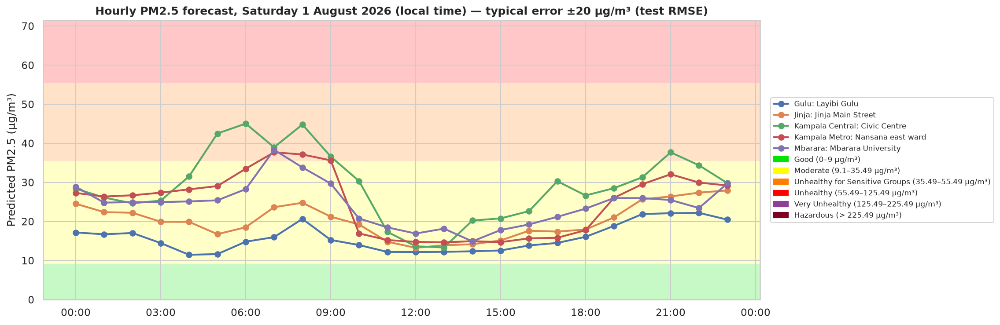 Hourly PM2.5 forecast, Saturday 1 August 2026 (local time) — typical error ±20 µg/m³ (test RMSE)
Predicted PM2.5 (µg/m³)
70
60
50
40
30
20
10
0
00:00
03:00
06:00
09:00
12:00
15:00
18:00
21:00
00:00
Gulu: Layibi Gulu
Jinja: Jinja Main Street
Kampala Central: Civic Centre
Kampala Metro: Nansana east ward
Mbarara: Mbarara University
Good (0–9 µg/m³)
Moderate (9.1–35.49 µg/m³)
Unhealthy for Sensitive Groups (35.49–55.49 µg/m³)
Unhealthy (55.49–125.49 µg/m³)
Very Unhealthy (125.49–225.49 µg/m³)
Hazardous (> 225.49 µg/m³)